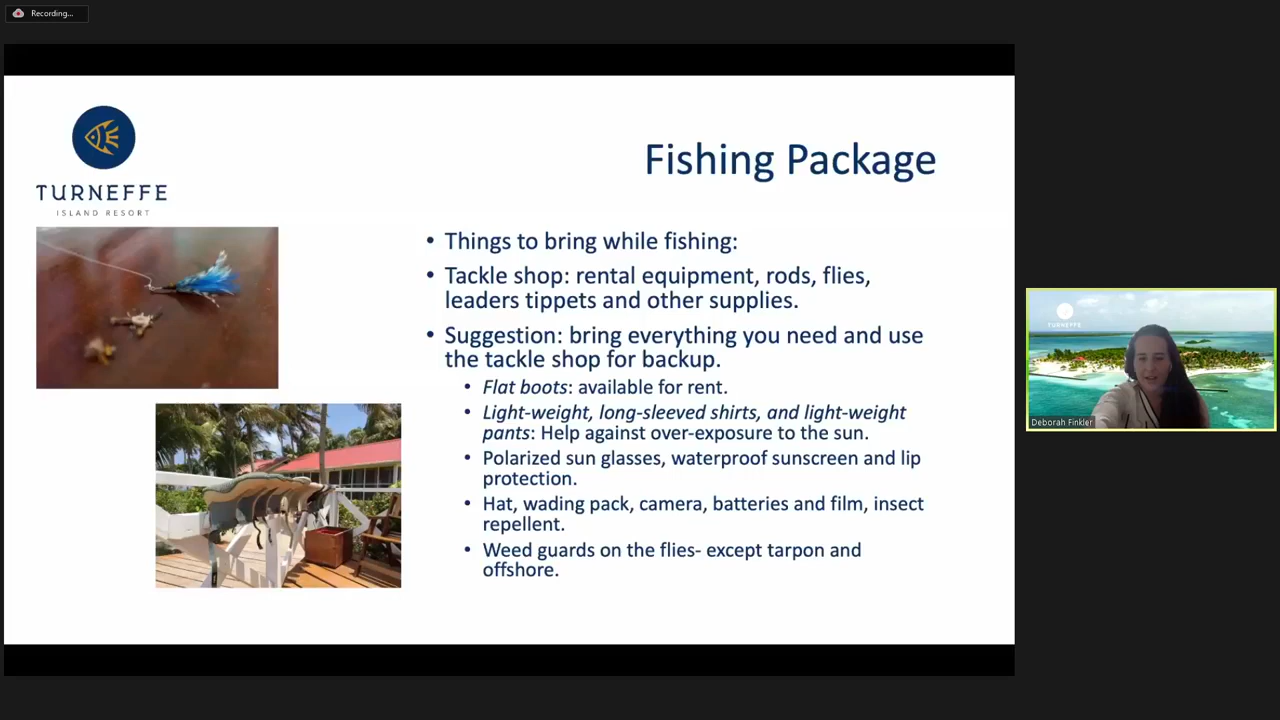 Recording...
TURNEFFE
ISLAND RESORT
Fishing Package
• Things to bring while fishing:
• Tackle shop: rental equipment, rods, flies,
leaders tippets and other supplies.
• Suggestion: bring everything you need and use
the tackle shop for backup.
• Flat boots: available for rent.
• Light-weight, long-sleeved shirts, and light-weight
pants: Help against over-exposure to the sun.
• Polarized sun glasses, waterproof sunscreen and lip
protection.
• Hat, wading pack, camera, batteries and film, insect
repellent.
• Weed guards on the flies- except tarpon and
offshore.
TURNEFFE
Deborah Finkler